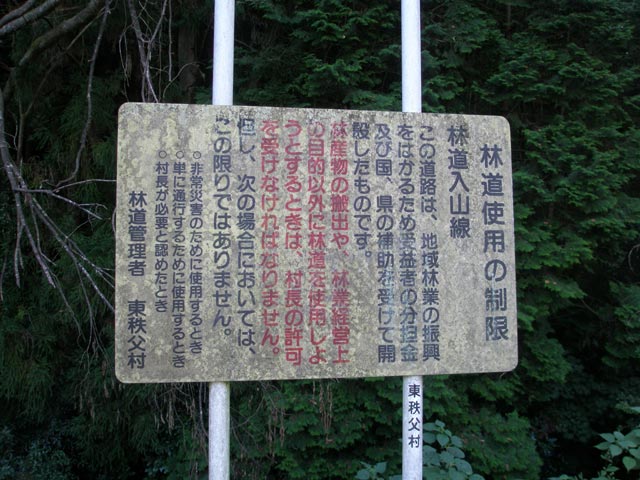 林道使用の制限
林道入山線
この道路は、地域林業の振興
をはかるため受益者の分担金
及び国、県の補助を受けて開
設したものです。
林産物の搬出や、林業経営上
の目的以外に林道を使用しよ
うとするときは、村長の許可
を受けなければなりません。
但し、次の場合においては、
この限りではありません。
○非常災害のために使用するとき
○単に通行するために使用するとき
○村長が必要と認めたとき
林道管理者 東秩父村
東秩父村